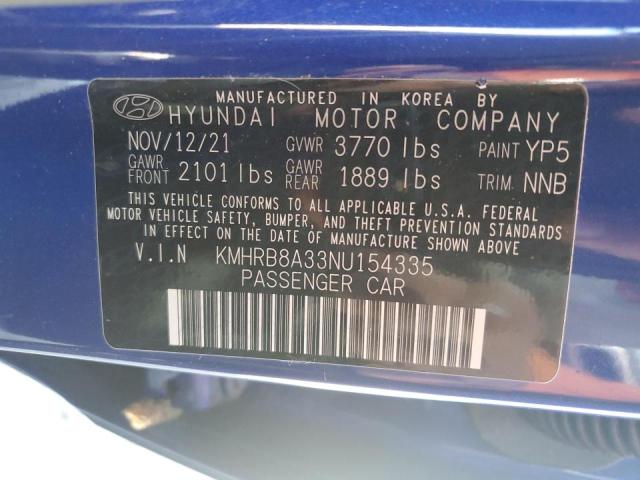 MANUFACTURED IN KOREA BY
HYUNDAI MOTOR COMPANY
NOV/12/21 GVWR 3770 lbs PAINT YP5
GAWR FRONT 2101 lbs GAWR REAR 1889 lbs TRIM NNB
THIS VEHICLE CONFORMS TO ALL APPLICABLE U.S.A. FEDERAL
MOTOR VEHICLE SAFETY, BUMPER, AND THEFT PREVENTION STANDARDS
IN EFFECT ON THE DATE OF MANUFACTURE SHOWN ABOVE.
V.I.N KMHRB8A33NU154335
PASSENGER CAR